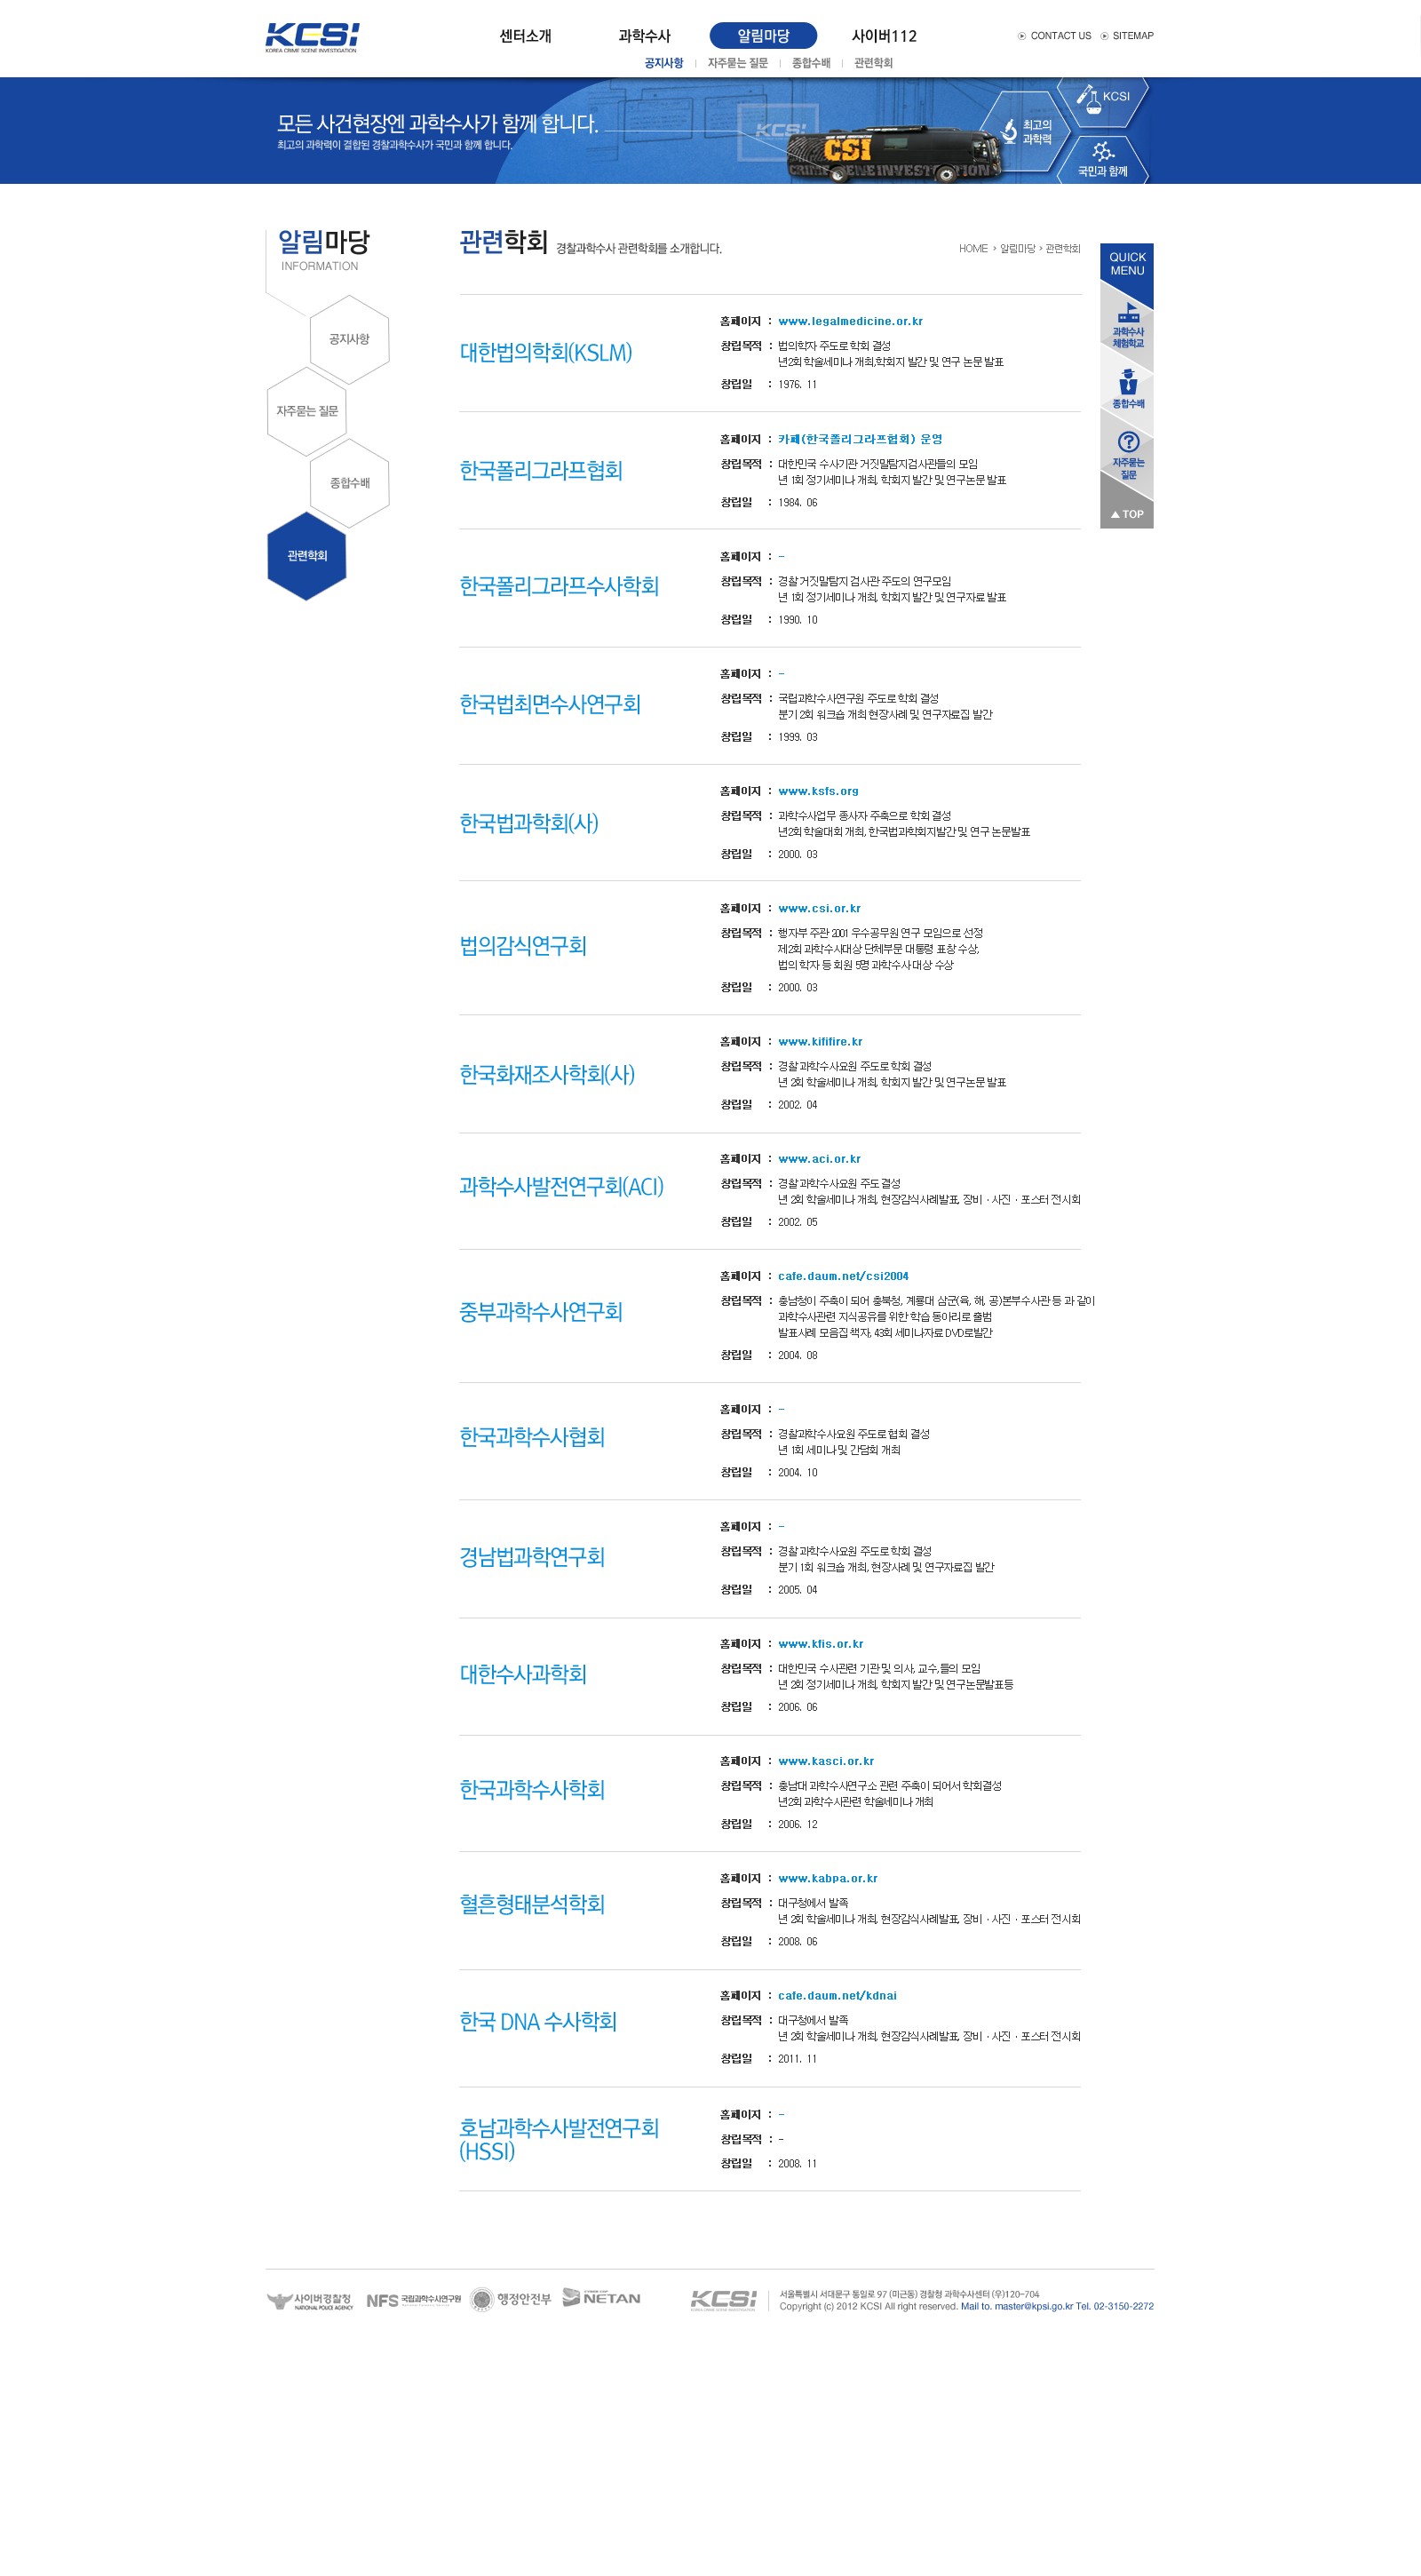 KCSI
KOREA CRIME SCENE INVESTIGATION
센터소개 과학수사 알림마당 사이버112
CONTACT US SITEMAP
공지사항 자주묻는 질문 종합수배 관련학회
모든 사건현장엔 과학수사가 함께 합니다.
최고의 과학력이 결합된 경찰과학수사가 국민과 함께 합니다.
KCSI
CSI
CRIME SCENE INVESTIGATION
최고의
과학력
KCSI
국민과 함께
알림마당
INFORMATION
공지사항
자주묻는 질문
종합수배
관련학회
관련학회 경찰과학수사 관련학회를 소개합니다.
HOME > 알림마당 > 관련학회
QUICK
MENU
과학수사
체험학교
종합수배
자주묻는
질문
▲ TOP
대한법의학회(KSLM)
홈페이지 : www.legalmedicine.or.kr
창립목적 : 법의학자 주도로 학회 결성
년2회 학술세미나 개최,학회지 발간 및 연구 논문 발표
창립일 : 1976. 11
한국폴리그라프협회
홈페이지 : 카페(한국폴리그라프협회) 운영
창립목적 : 대한민국 수사기관 거짓말탐지검사관들의 모임
년 1회 정기세미나 개최, 학회지 발간 및 연구논문 발표
창립일 : 1984. 06
한국폴리그라프수사학회
홈페이지 : -
창립목적 : 경찰 거짓말탐지 검사관 주도의 연구모임
년 1회 정기세미나 개최, 학회지 발간 및 연구자료 발표
창립일 : 1990. 10
한국법최면수사연구회
홈페이지 : -
창립목적 : 국립과학수사연구원 주도로 학회 결성
분기 2회 워크숍 개최 현장사례 및 연구자료집 발간
창립일 : 1999. 03
한국법과학회(사)
홈페이지 : www.ksfs.org
창립목적 : 과학수사업무 종사자 주축으로 학회 결성
년2회 학술대회 개최, 한국법과학회지발간 및 연구 논문발표
창립일 : 2000. 03
법의감식연구회
홈페이지 : www.csi.or.kr
창립목적 : 행자부 주관 2001 우수공무원 연구 모임으로 선정
제2회 과학수사대상 단체부문 대통령 표창 수상,
법의 학자 등 회원 5명 과학수사 대상 수상
창립일 : 2000. 03
한국화재조사학회(사)
홈페이지 : www.kififire.kr
창립목적 : 경찰 과학수사요원 주도로 학회 결성
년 2회 학술세미나 개최, 학회지 발간 및 연구논문 발표
창립일 : 2002. 04
과학수사발전연구회(ACI)
홈페이지 : www.aci.or.kr
창립목적 : 경찰 과학수사요원 주도 결성
년 2회 학술세미나 개최, 현장감식사례발표, 장비 · 사진 · 포스터 전시회
창립일 : 2002. 05
중부과학수사연구회
홈페이지 : cafe.daum.net/csi2004
창립목적 : 충남청이 주축이 되어 충북청, 계룡대 삼군(육, 해, 공)본부수사관 등 과 같이
과학수사관련 지식공유를 위한 학습 동아리로 출범
발표사례 모음집 책자, 43회 세미나자료 DVD로발간
창립일 : 2004. 08
한국과학수사협회
홈페이지 : -
창립목적 : 경찰과학수사요원 주도로 협회 결성
년 1회 세미나 및 간담회 개최
창립일 : 2004. 10
경남법과학연구회
홈페이지 : -
창립목적 : 경찰 과학수사요원 주도로 학회 결성
분기 1회 워크숍 개최, 현장사례 및 연구자료집 발간
창립일 : 2005. 04
대한수사과학회
홈페이지 : www.kfis.or.kr
창립목적 : 대한민국 수사관련 기관 및 의사, 교수,들의 모임
년 2회 정기세미나 개최, 학회지 발간 및 연구논문발표등
창립일 : 2006. 06
한국과학수사학회
홈페이지 : www.kasci.or.kr
창립목적 : 충남대 과학수사연구소 관련 주축이 되어서 학회결성
년2회 과학수사관련 학술세미나 개최
창립일 : 2006. 12
혈흔형태분석학회
홈페이지 : www.kabpa.or.kr
창립목적 : 대구청에서 발족
년 2회 학술세미나 개최, 현장감식사례발표, 장비 · 사진 · 포스터 전시회
창립일 : 2008. 06
한국 DNA 수사학회
홈페이지 : cafe.daum.net/kdnai
창립목적 : 대구청에서 발족
년 2회 학술세미나 개최, 현장감식사례발표, 장비 · 사진 · 포스터 전시회
창립일 : 2011. 11
호남과학수사발전연구회
(HSSI)
홈페이지 : -
창립목적 : -
창립일 : 2008. 11
사이버경찰청
NATIONAL POLICE AGENCY
NFS 국립과학수사연구원
행정안전부
NETAN
KCSI
서울특별시 서대문구 통일로 97 (미근동) 경찰청 과학수사센터 (우)120-704
Copyright (c) 2012 KCSI All right reserved. Mail to. master@kpsi.go.kr Tel. 02-3150-2272